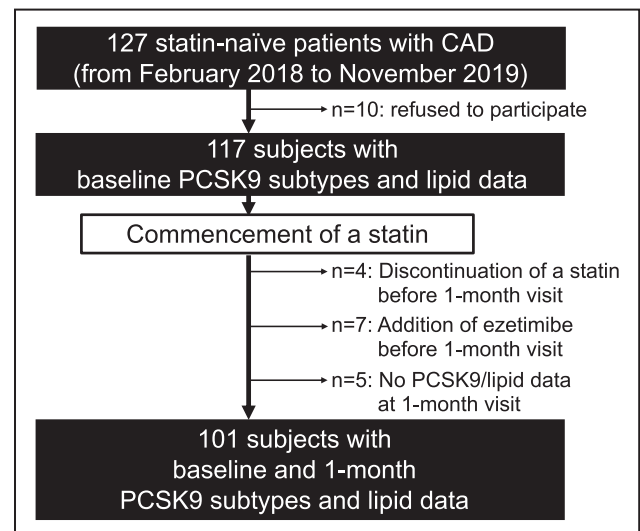 127 statin-naïve patients with CAD
(from February 2018 to November 2019)
n=10: refused to participate
117 subjects with
baseline PCSK9 subtypes and lipid data
Commencement of a statin
n=4: Discontinuation of a statin
before 1-month visit
n=7: Addition of ezetimibe
before 1-month visit
n=5: No PCSK9/lipid data
at 1-month visit
101 subjects with
baseline and 1-month
PCSK9 subtypes and lipid data